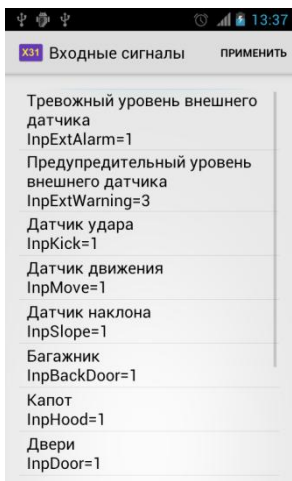 13:37
X31 Входные сигналы ПРИМЕНИТЬ
Тревожный уровень внешнего
датчика
InpExtAlarm=1
Предупредительный уровень
внешнего датчика
InpExtWarning=3
Датчик удара
InpKick=1
Датчик движения
InpMove=1
Датчик наклона
InpSlope=1
Багажник
InpBackDoor=1
Капот
InpHood=1
Двери
InpDoor=1